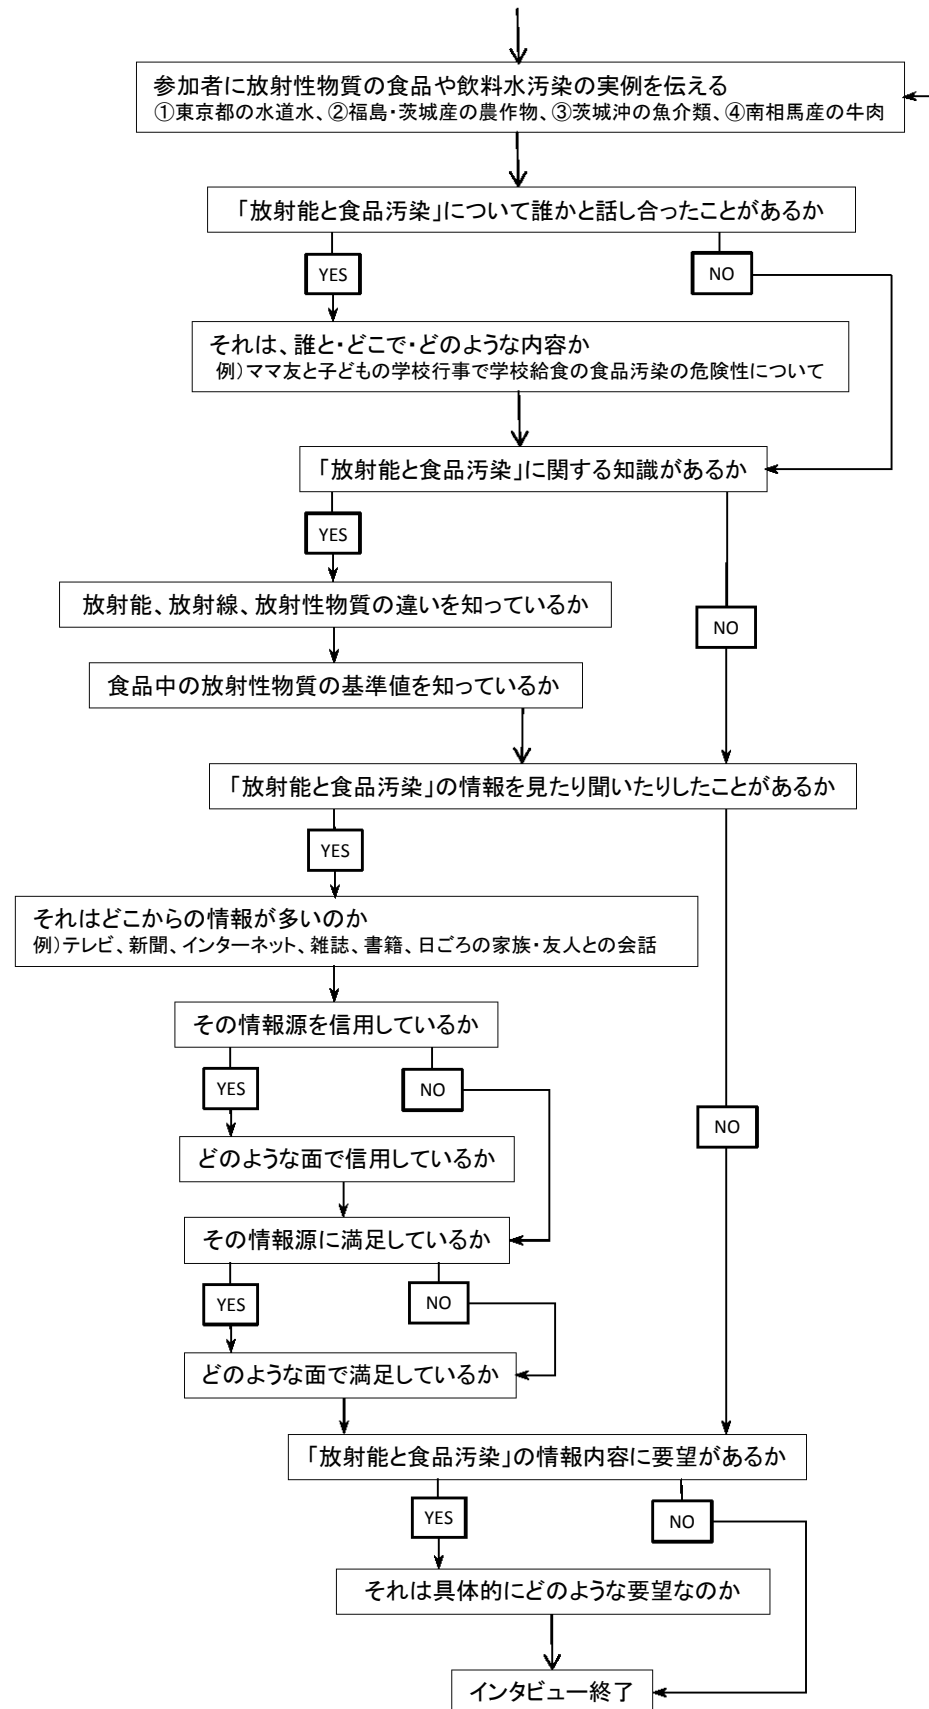 参加者に放射性物質の食品や飲料水汚染の実例を伝える
①東京都の水道水、②福島・茨城産の農作物、③茨城沖の魚介類、④南相馬産の牛肉
「放射能と食品汚染」について誰かと話し合ったことがあるか
YES
NO
それは、誰と・どこで・どのような内容か
例)ママ友と子どもの学校行事で学校給食の食品汚染の危険性について
「放射能と食品汚染」に関する知識があるか
YES
放射能、放射線、放射性物質の違いを知っているか
NO
食品中の放射性物質の基準値を知っているか
「放射能と食品汚染」の情報を見たり聞いたりしたことがあるか
YES
それはどこからの情報が多いのか
例)テレビ、新聞、インターネット、雑誌、書籍、日ごろの家族・友人との会話
その情報源を信用しているか
YES
NO
NO
どのような面で信用しているか
その情報源に満足しているか
YES
NO
どのような面で満足しているか
「放射能と食品汚染」の情報内容に要望があるか
YES
NO
それは具体的にどのような要望なのか
インタビュー終了